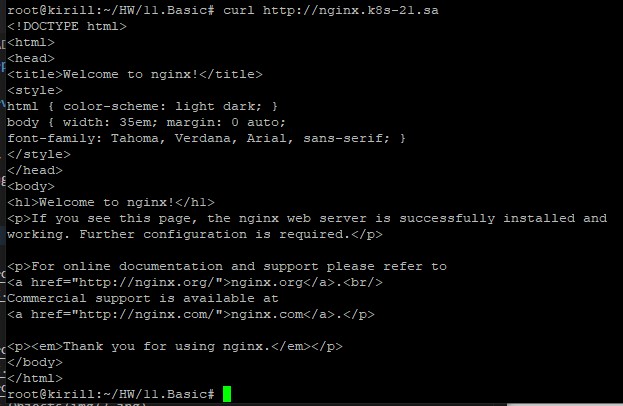 root@kirill:~/HW/11.Basic# curl http://nginx.k8s-21.sa
<!DOCTYPE html>
<html>
<head>
<title>Welcome to nginx!</title>
<style>
html { color-scheme: light dark; }
body { width: 35em; margin: 0 auto;
font-family: Tahoma, Verdana, Arial, sans-serif; }
</style>
</head>
<body>
<h1>Welcome to nginx!</h1>
<p>If you see this page, the nginx web server is successfully installed and
working. Further configuration is required.</p>

<p>For online documentation and support please refer to
<a href="http://nginx.org/">nginx.org</a>.<br/>
Commercial support is available at
<a href="http://nginx.com/">nginx.com</a>.</p>

<p><em>Thank you for using nginx.</em></p>
</body>
</html>
root@kirill:~/HW/11.Basic#